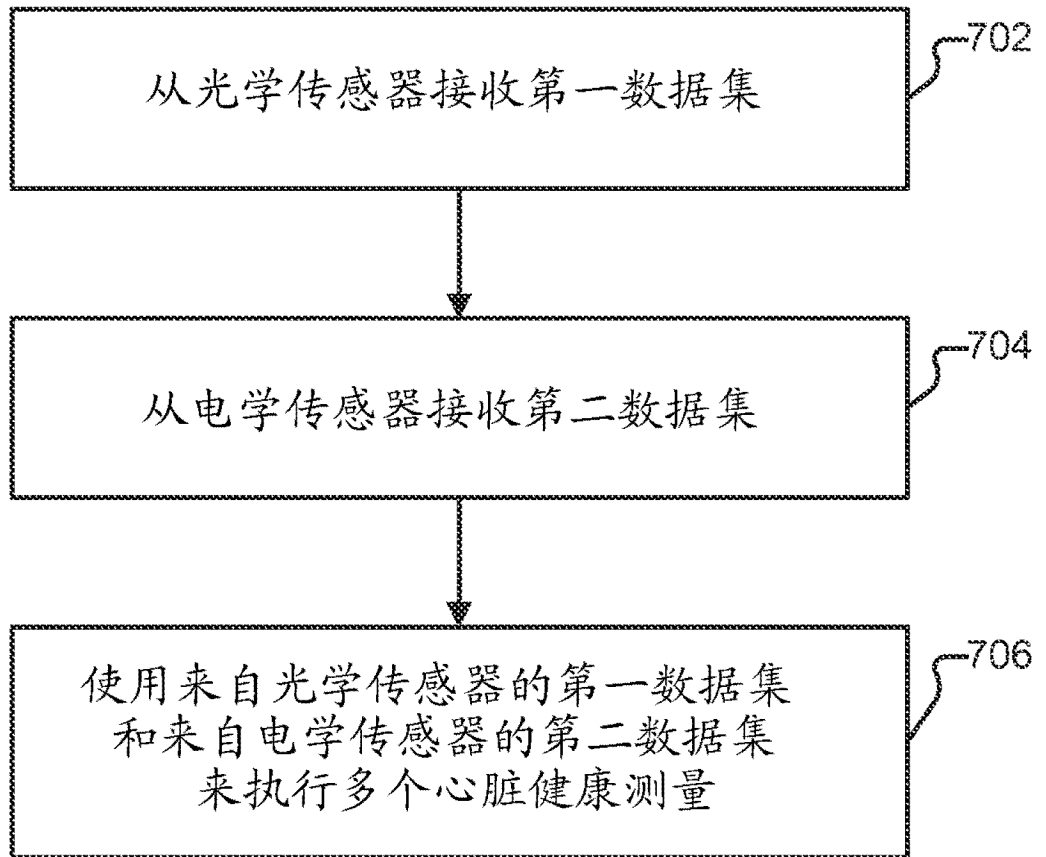 从光学传感器接收第一数据集
702
从电学传感器接收第二数据集
704
使用来自光学传感器的第一数据集
和来自电学传感器的第二数据集
来执行多个心脏健康测量
706